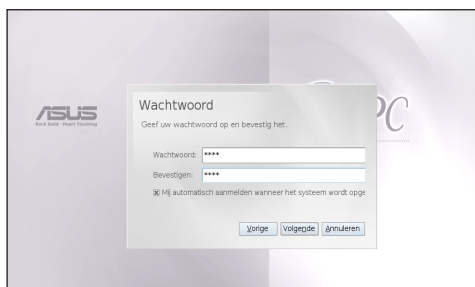 ASUS
Rock Solid · Heart Touching
PC
Wachtwoord
Geef uw wachtwoord op en bevestig het.
Wachtwoord: ****
Bevestigen: ****
Mij automatisch aanmelden wanneer het systeem wordt opge
Vorige Volgende Annuleren